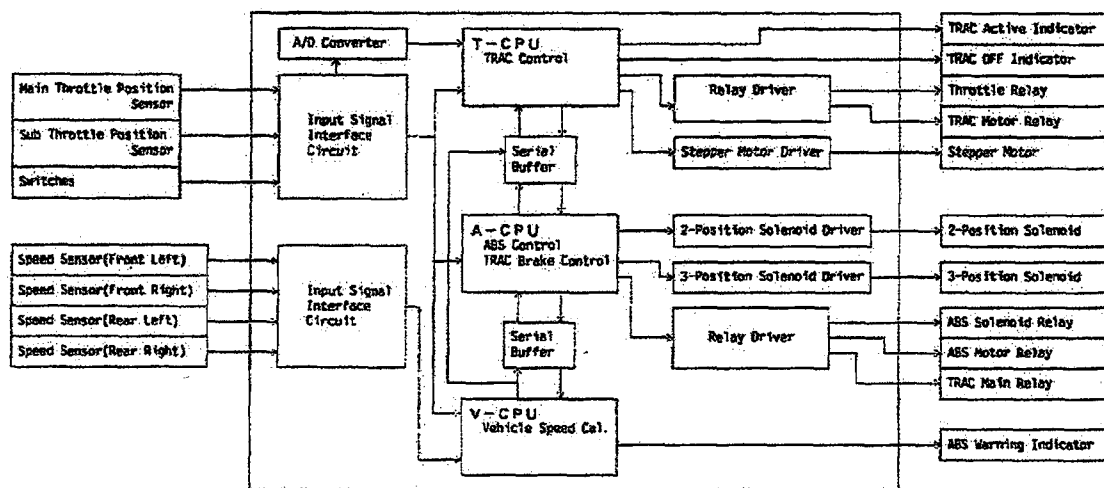 A/D Converter
T-CPU
TRAC Control
TRAC Active Indicator
TRAC OFF Indicator
Main Throttle Position
Sensor
Sub Throttle Position
Sensor
Switches
Input Signal
Interface
Circuit
Relay Driver
Throttle Relay
TRAC Motor Relay
Serial
Buffer
Stepper Motor Driver
Stepper Motor
A-CPU
ABS Control
TRAC Brake Control
2-Position Solenoid Driver
2-Position Solenoid
3-Position Solenoid Driver
3-Position Solenoid
Speed Sensor(Front Left)
Speed Sensor(Front Right)
Speed Sensor(Rear Left)
Speed Sensor(Rear Right)
Input Signal
Interface
Circuit
Serial
Buffer
Relay Driver
ABS Solenoid Relay
ABS Motor Relay
TRAC Main Relay
V-CPU
Vehicle Speed Cal.
ABS Warning Indicator